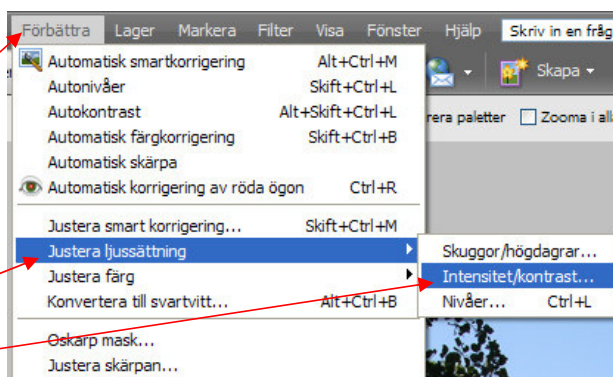 Förbättra Lager Markera Filter Visa Fönster Hjälp Skriv in en fråg
Skapa
Automatisk smartkorrigering Alt+Ctrl+M
Autonivåer Skift+Ctrl+L
Autokontrast Alt+Skift+Ctrl+L
rera paletter Zooma i all
Automatisk färgkorrigering Skift+Ctrl+B
Automatisk skärpa
Automatisk korrigering av röda ögon Ctrl+R
Justera smart korrigering... Skift+Ctrl+M
Justera ljussättning
Justera färg
Konvertera till svartvitt... Alt+Ctrl+B
Oskarp mask...
Justera skärpan...
Skuggor/högdagrar...
Intensitet/kontrast...
Nivåer... Ctrl+L